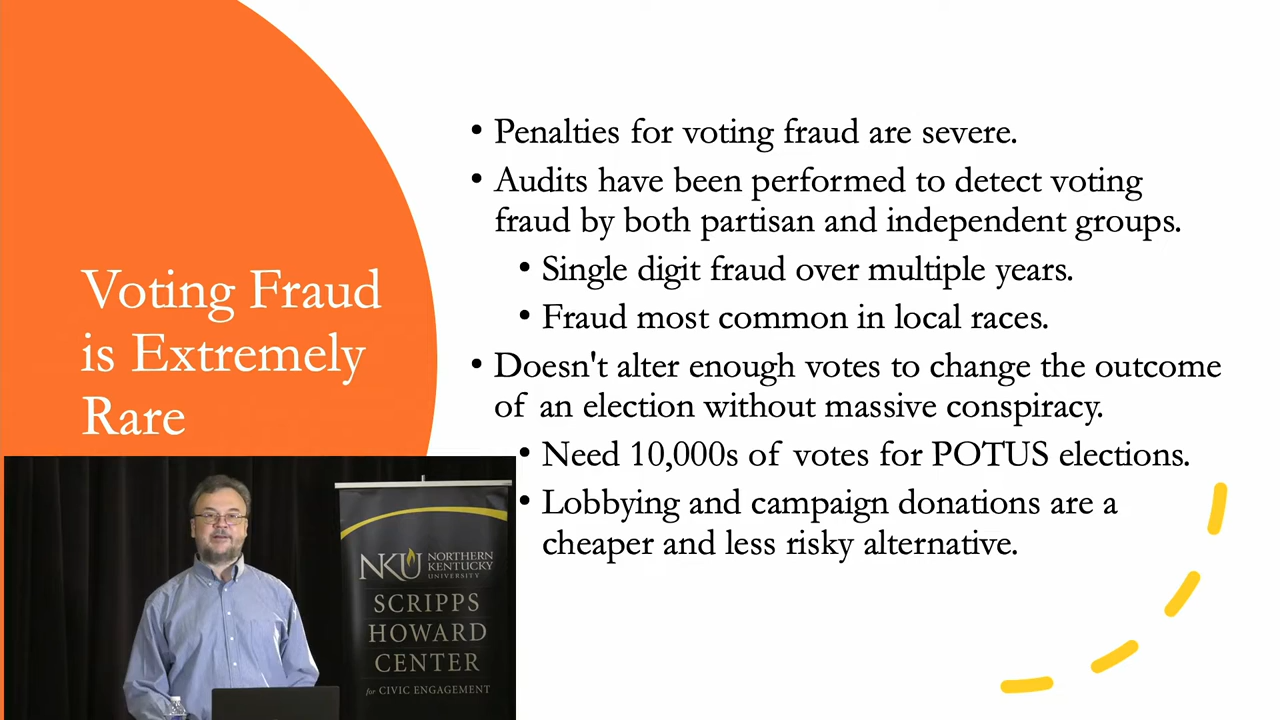 Voting Fraud
is Extremely
Rare
• Penalties for voting fraud are severe.
• Audits have been performed to detect voting
fraud by both partisan and independent groups.
• Single digit fraud over multiple years.
• Fraud most common in local races.
• Doesn't alter enough votes to change the outcome
of an election without massive conspiracy.
• Need 10,000s of votes for POTUS elections.
• Lobbying and campaign donations are a
cheaper and less risky alternative.
NKU NORTHERN
KENTUCKY
UNIVERSITY
SCRIPPS
HOWARD
CENTER
for CIVIC ENGAGEMENT